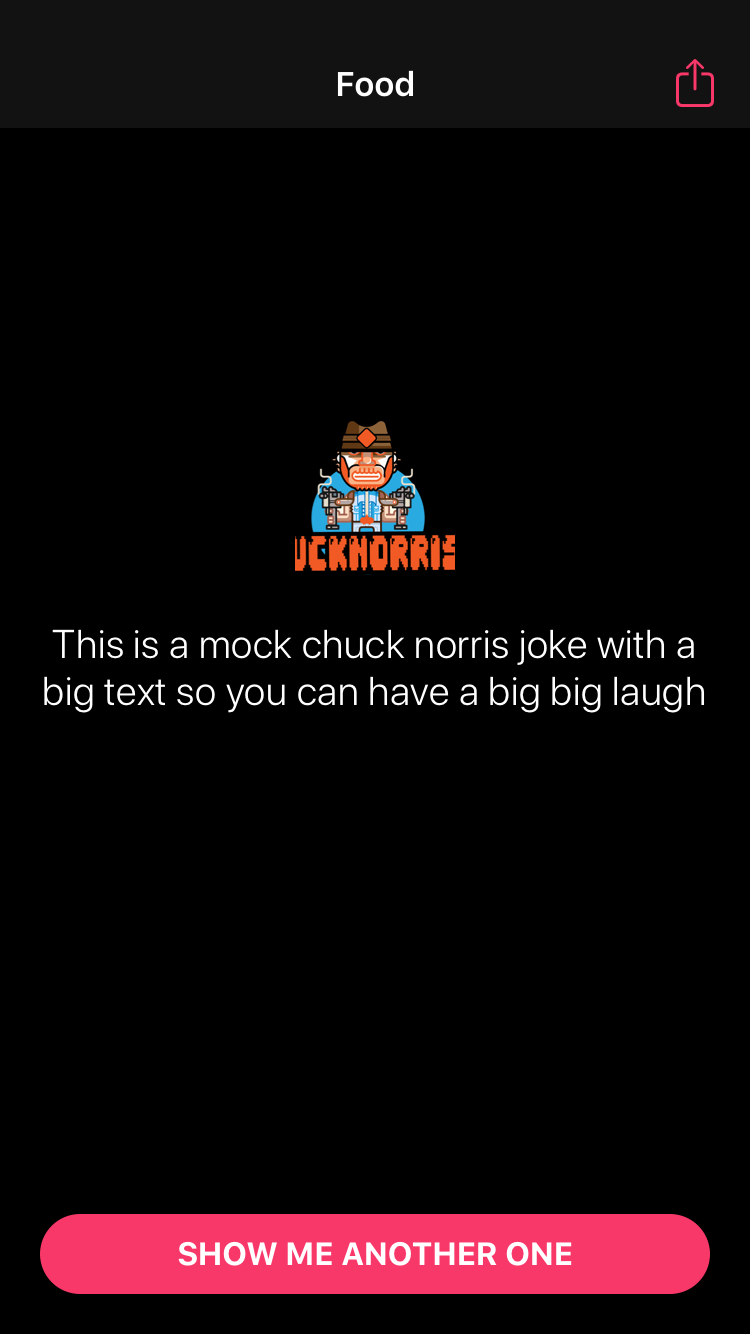 Food
UCKNORRIS
This is a mock chuck norris joke with a
big text so you can have a big big laugh
SHOW ME ANOTHER ONE